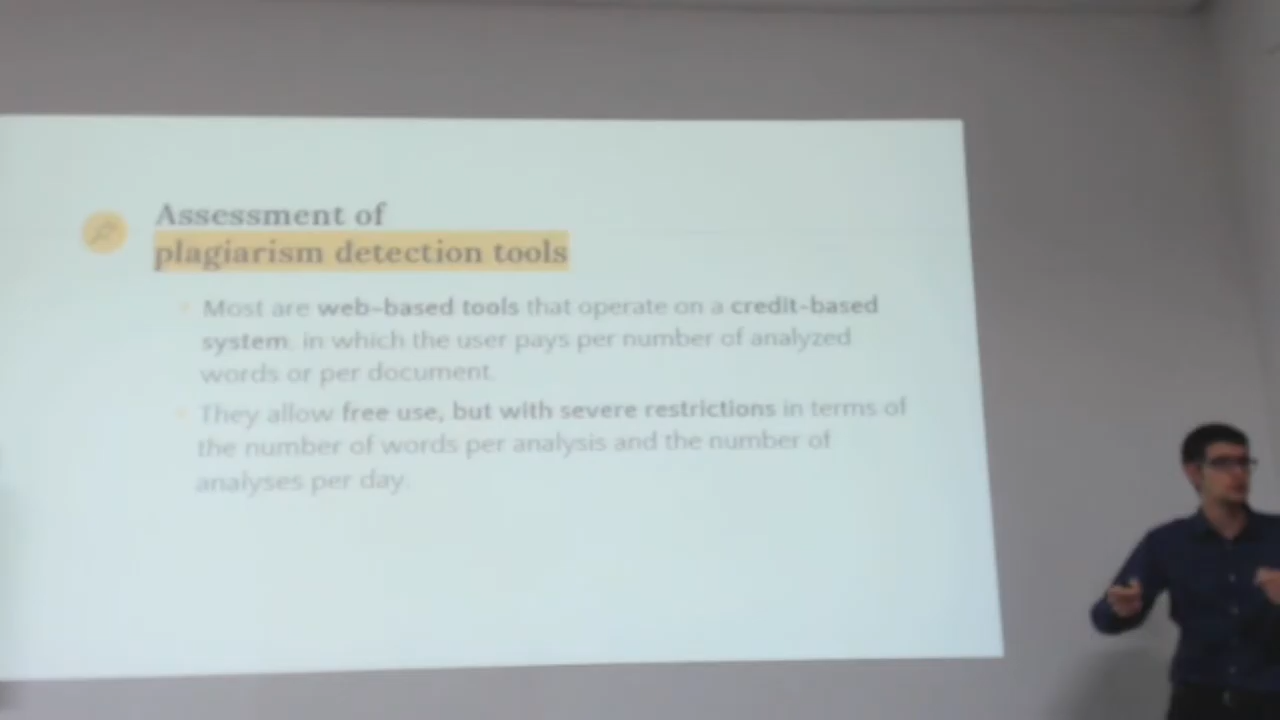 Assessment of
plagiarism detection tools
Most are web-based tools that operate on a credit-based
system, in which the user pays per number of analyzed
words or per document.
They allow free use, but with severe restrictions in terms of
the number of words per analysis and the number of
analyses per day.